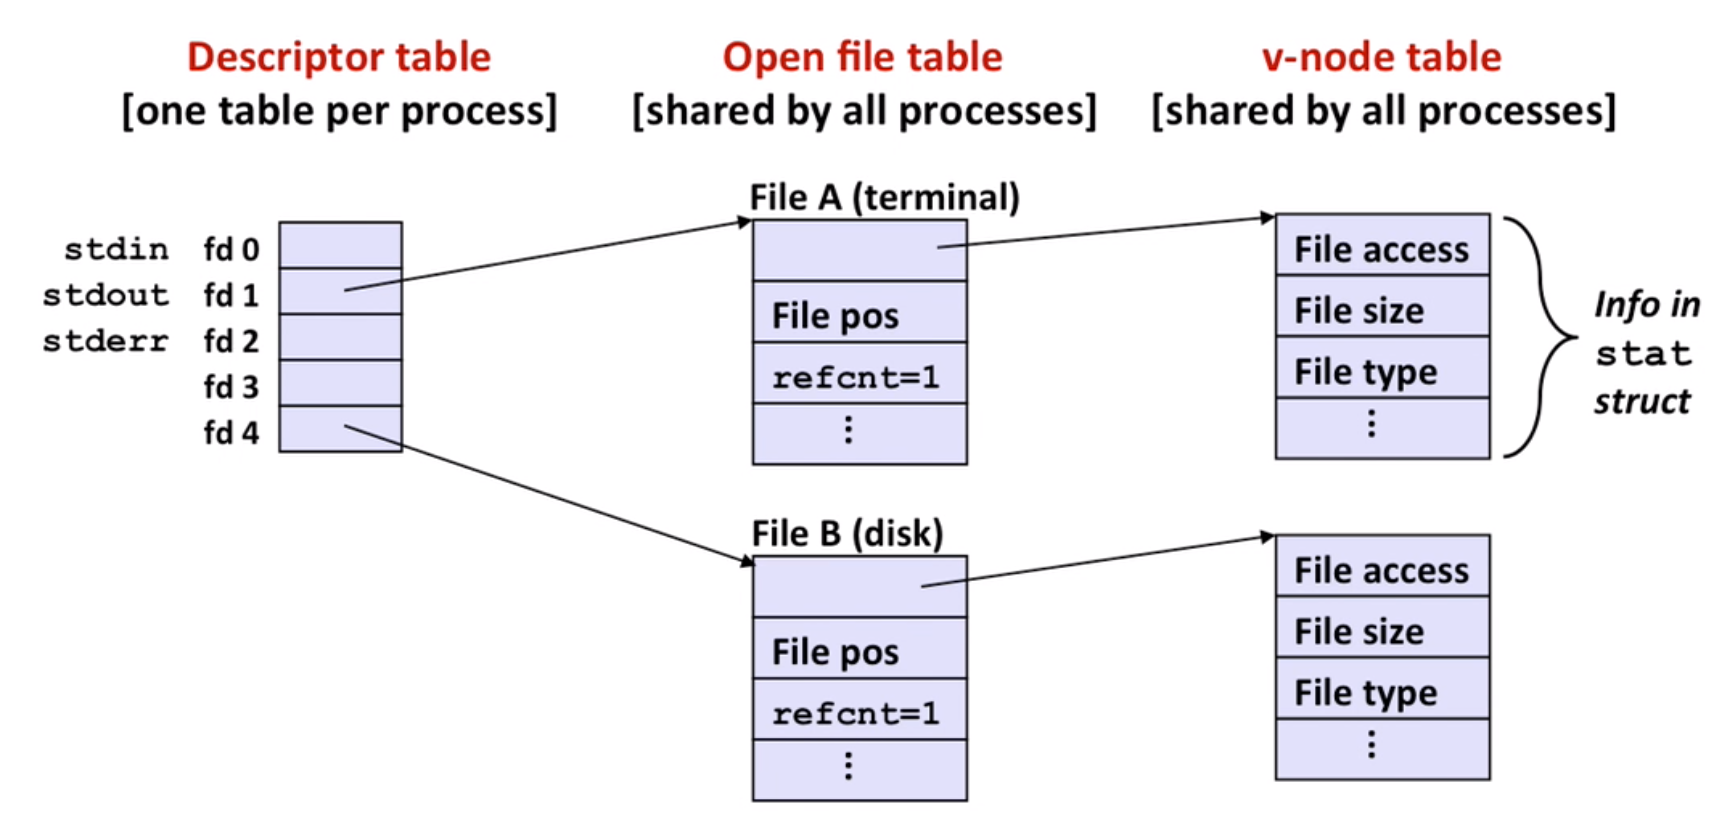 Descriptor table
[one table per process]
Open file table
[shared by all processes]
v-node table
[shared by all processes]
stdin fd 0
stdout fd 1
stderr fd 2
fd 3
fd 4
File A (terminal)
File pos
refcnt=1
⋮
File access
File size
File type
⋮
Info in
stat
struct
File B (disk)
File pos
refcnt=1
⋮
File access
File size
File type
⋮